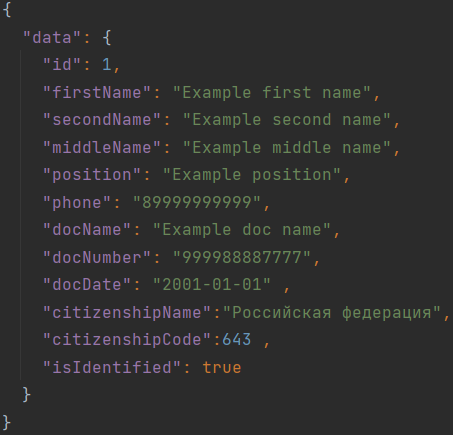 {
  "data": {
    "id": 1,
    "firstName": "Example first name",
    "secondName": "Example second name",
    "middleName": "Example middle name",
    "position": "Example position",
    "phone": "89999999999",
    "docName": "Example doc name",
    "docNumber": "999988887777",
    "docDate": "2001-01-01" ,
    "citizenshipName":"Российская федерация",
    "citizenshipCode":643 ,
    "isIdentified": true
  }
}